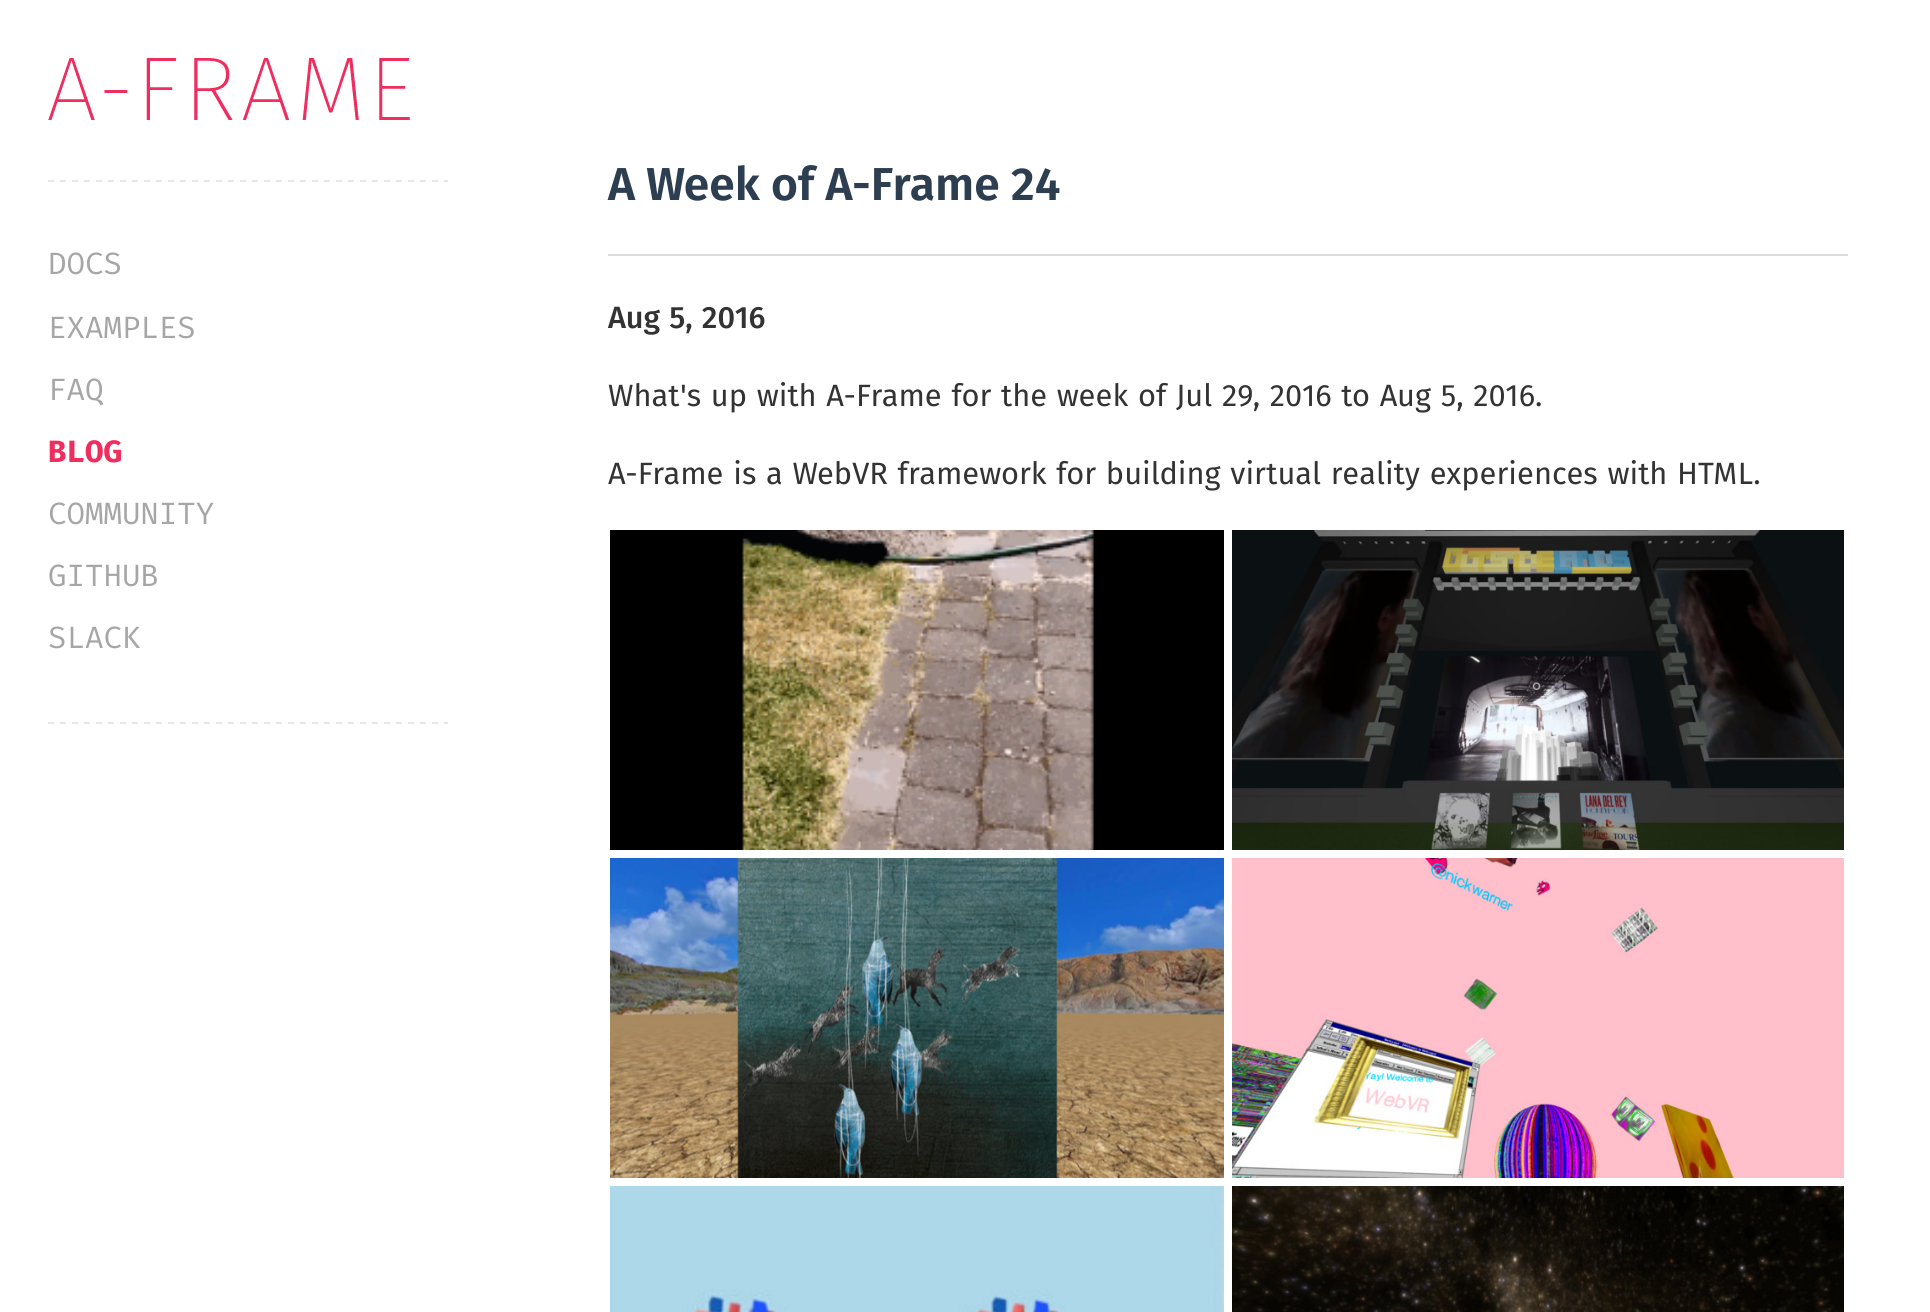 A-FRAME
DOCS
EXAMPLES
FAQ
BLOG
COMMUNITY
GITHUB
SLACK
A Week of A-Frame 24
Aug 5, 2016
What's up with A-Frame for the week of Jul 29, 2016 to Aug 5, 2016.
A-Frame is a WebVR framework for building virtual reality experiences with HTML.
LANA DEL REY
TOUR
@nickwarner
Yay! Welcome to
WebVR